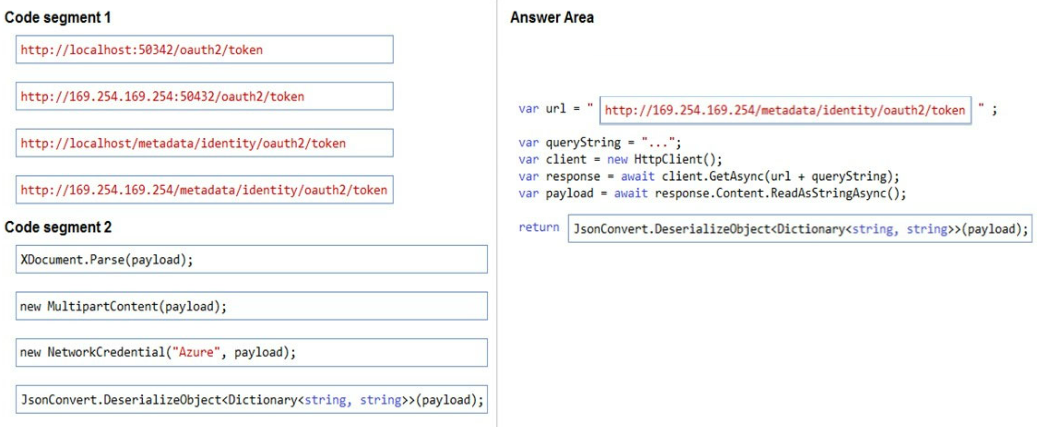 Code segment 1
http://localhost:50342/oauth2/token
http://169.254.169.254:50432/oauth2/token
http://localhost/metadata/identity/oauth2/token
http://169.254.169.254/metadata/identity/oauth2/token
Code segment 2
XDocument.Parse(payload);
new MultipartContent(payload);
new NetworkCredential("Azure", payload);
JsonConvert.DeserializeObject<Dictionary<string, string>>(payload);
Answer Area
var url = " http://169.254.169.254/metadata/identity/oauth2/token " ;
var queryString = "...";
var client = new HttpClient();
var response = await client.GetAsync(url + queryString);
var payload = await response.Content.ReadAsStringAsync();
return JsonConvert.DeserializeObject<Dictionary<string, string>>(payload);